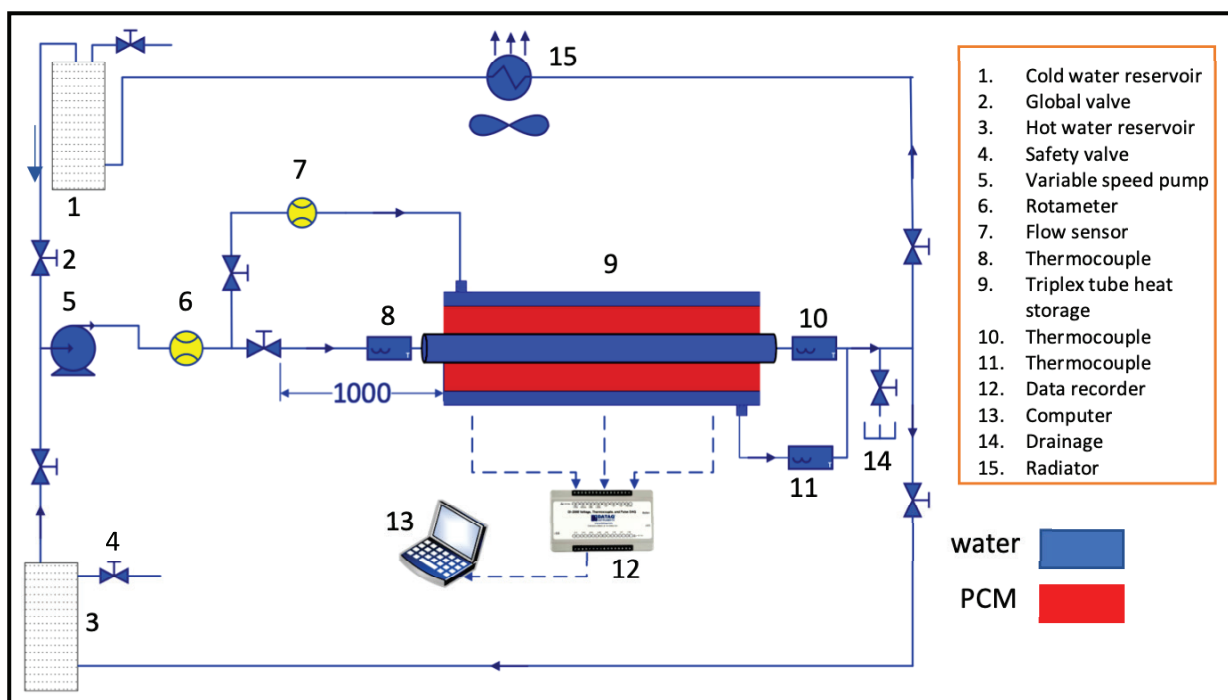 15
1. Cold water reservoir
2. Global valve
3. Hot water reservoir
4. Safety valve
5. Variable speed pump
6. Rotameter
7. Flow sensor
8. Thermocouple
9. Triplex tube heat
storage
10. Thermocouple
11. Thermocouple
12. Data recorder
13. Computer
14. Drainage
15. Radiator
1
7
2
9
5
6
8
10
T
T
1000
14
T
11
13
12
4
3
water
PCM